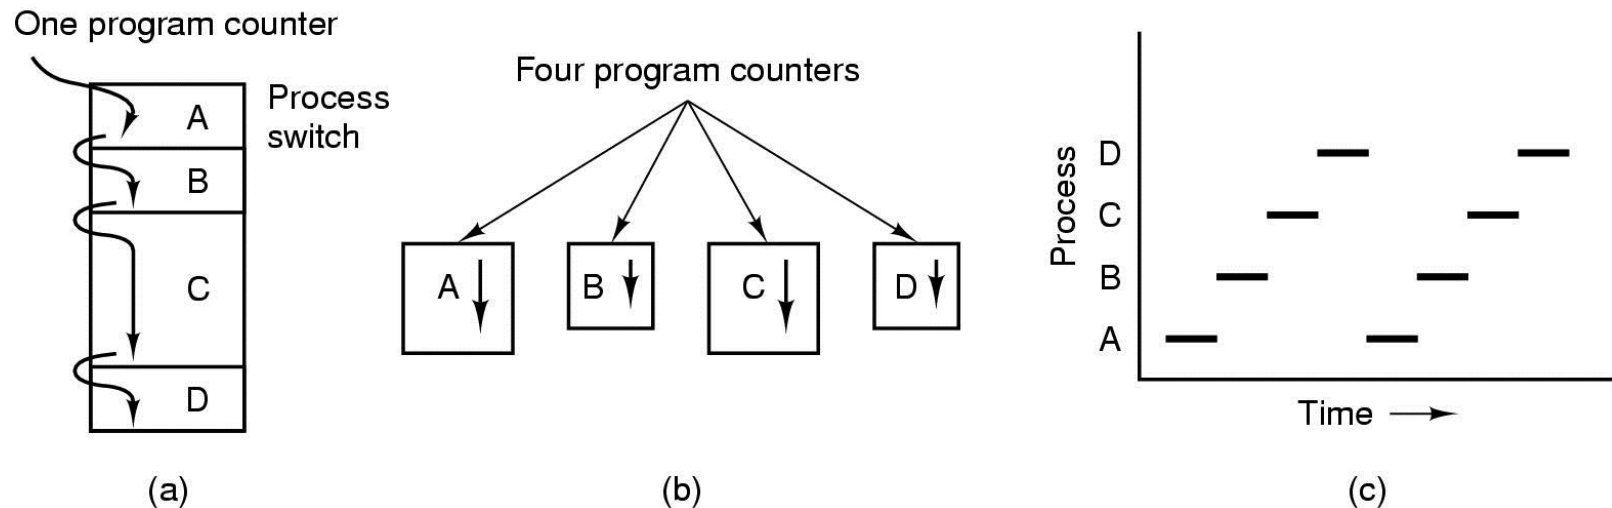 One program counter
Process
switch
A
B
C
D
(a)
Four program counters
A
B
C
D
(b)
Process
D
C
B
A
Time
(c)